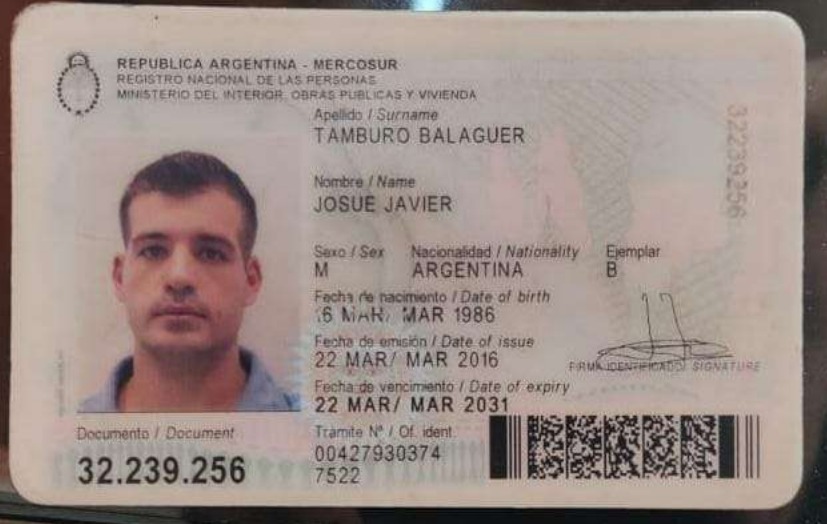 REPUBLICA ARGENTINA - MERCOSUR
REGISTRO NACIONAL DE LAS PERSONAS
MINISTERIO DEL INTERIOR, OBRAS PUBLICAS Y VIVIENDA
Apellido / Surname
TAMBURO BALAGUER
Nombre / Name
JOSUE JAVIER
Sexo / Sex Nacionalidad / Nationality Ejemplar
M ARGENTINA B
Fecha de nacimiento / Date of birth
MAR/ MAR 1986
Fecha de emisión / Date of issue
22 MAR/ MAR 2016
FIRMA IDENTIFICADO/ SIGNATURE
Fecha de vencimiento / Date of expiry
22 MAR/ MAR 2031
Documento / Document
32.239.256
Trámite Nº / Of. ident.
00427930374
7522
32239256